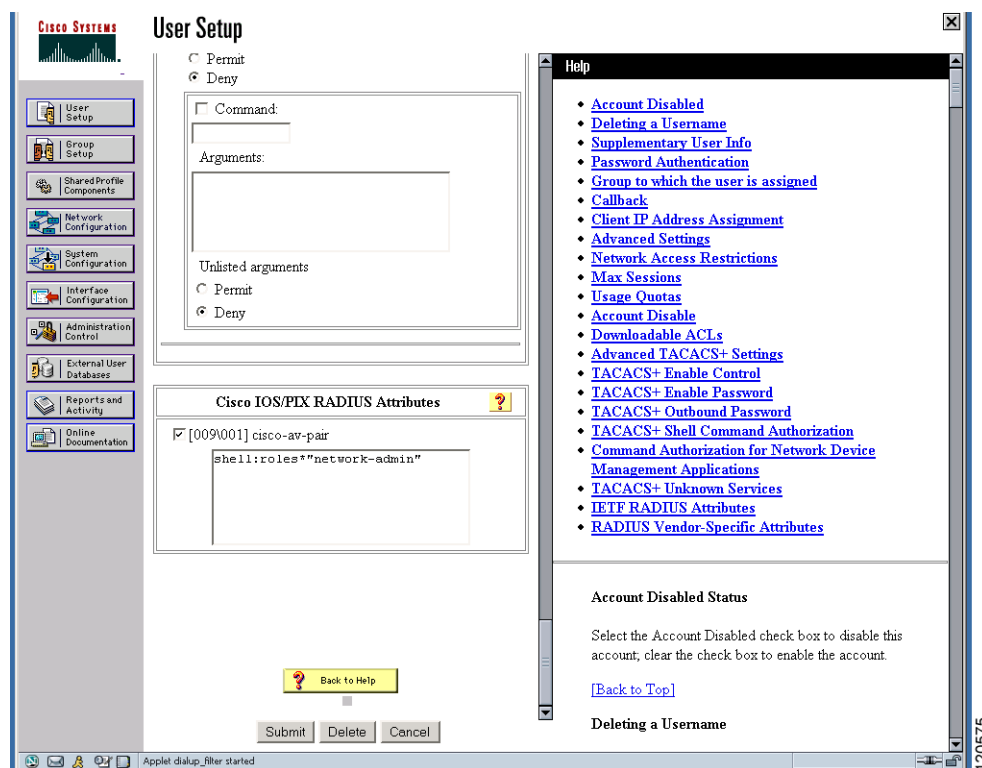 CISCO SYSTEMS
User Setup
User
Setup
Group
Setup
Shared Profile
Components
Network
Configuration
System
Configuration
Interface
Configuration
Administration
Control
External User
Databases
Reports and
Activity
Online
Documentation
Permit
Deny
Command:
Arguments:
Unlisted arguments
Permit
Deny
Cisco IOS/PIX RADIUS Attributes
?
[009\001] cisco-av-pair
shell:roles*"network-admin"
? Back to Help
Submit Delete Cancel
Help
Account Disabled
Deleting a Username
Supplementary User Info
Password Authentication
Group to which the user is assigned
Callback
Client IP Address Assignment
Advanced Settings
Network Access Restrictions
Max Sessions
Usage Quotas
Account Disable
Downloadable ACLs
Advanced TACACS+ Settings
TACACS+ Enable Control
TACACS+ Enable Password
TACACS+ Outbound Password
TACACS+ Shell Command Authorization
Command Authorization for Network Device
Management Applications
TACACS+ Unknown Services
IETF RADIUS Attributes
RADIUS Vendor-Specific Attributes
Account Disabled Status
Select the Account Disabled check box to disable this
account; clear the check box to enable the account.
[Back to Top]
Deleting a Username
Applet dialup_filter started
120575